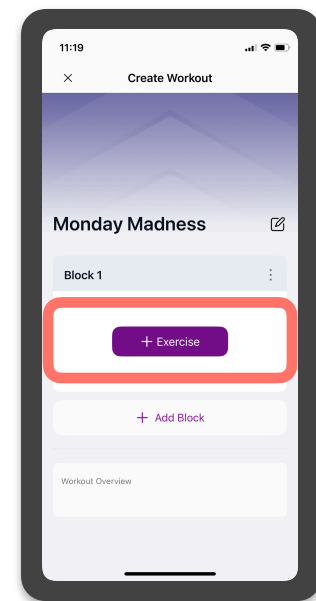 11:19
Create Workout
Monday Madness
Block 1
+ Exercise
+ Add Block
Workout Overview